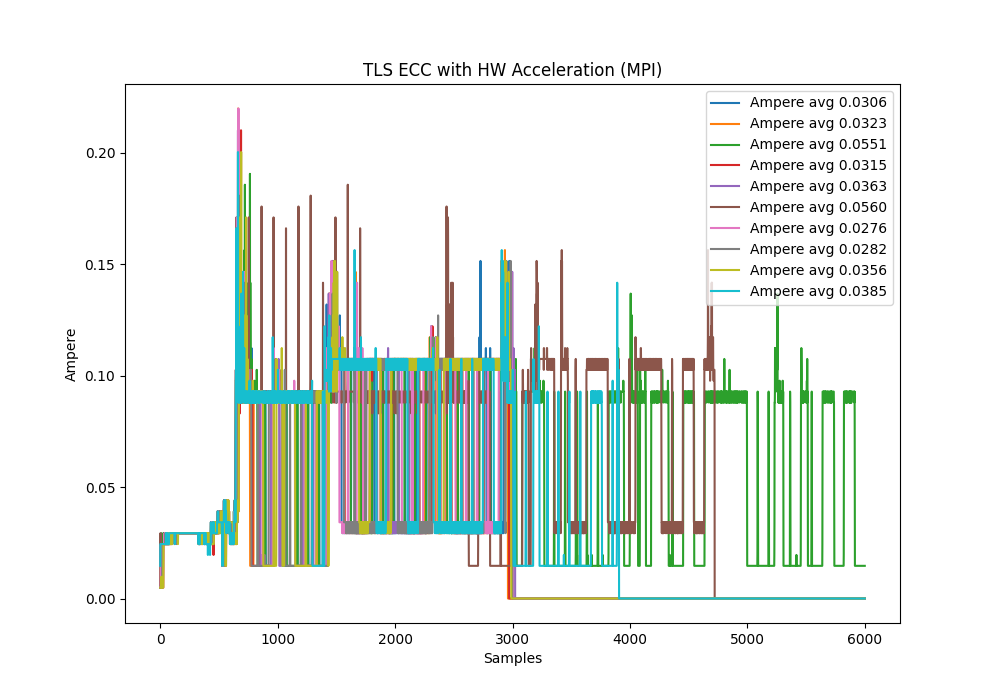 TLS ECC with HW Acceleration (MPI)
Ampere avg 0.0306
Ampere avg 0.0323
Ampere avg 0.0551
Ampere avg 0.0315
Ampere avg 0.0363
Ampere avg 0.0560
Ampere avg 0.0276
Ampere avg 0.0282
Ampere avg 0.0356
Ampere avg 0.0385
Ampere
0.20
0.15
0.10
0.05
0.00
0 1000 2000 3000 4000 5000 6000
Samples